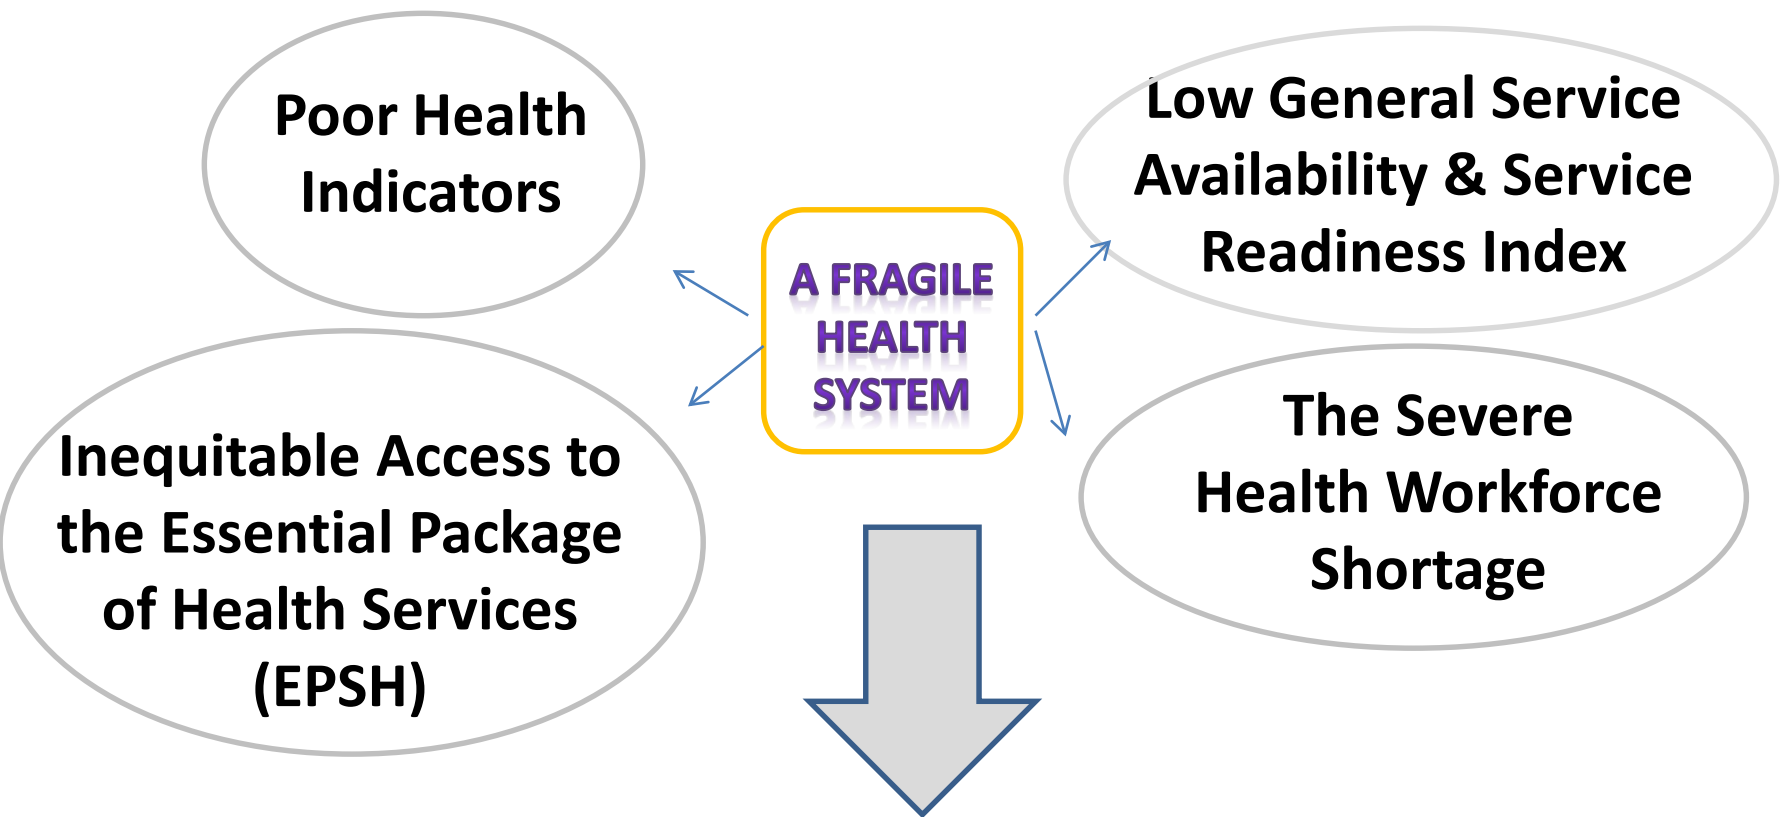 Poor Health
Indicators
Low General Service
Availability & Service
Readiness Index
A FRAGILE
HEALTH
SYSTEM
Inequitable Access to
the Essential Package
of Health Services
(EPSH)
The Severe
Health Workforce
Shortage